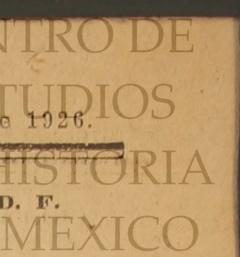 NTRO DE
TUDIOS
1926.
HISTORIA
D. F.
MEXICO